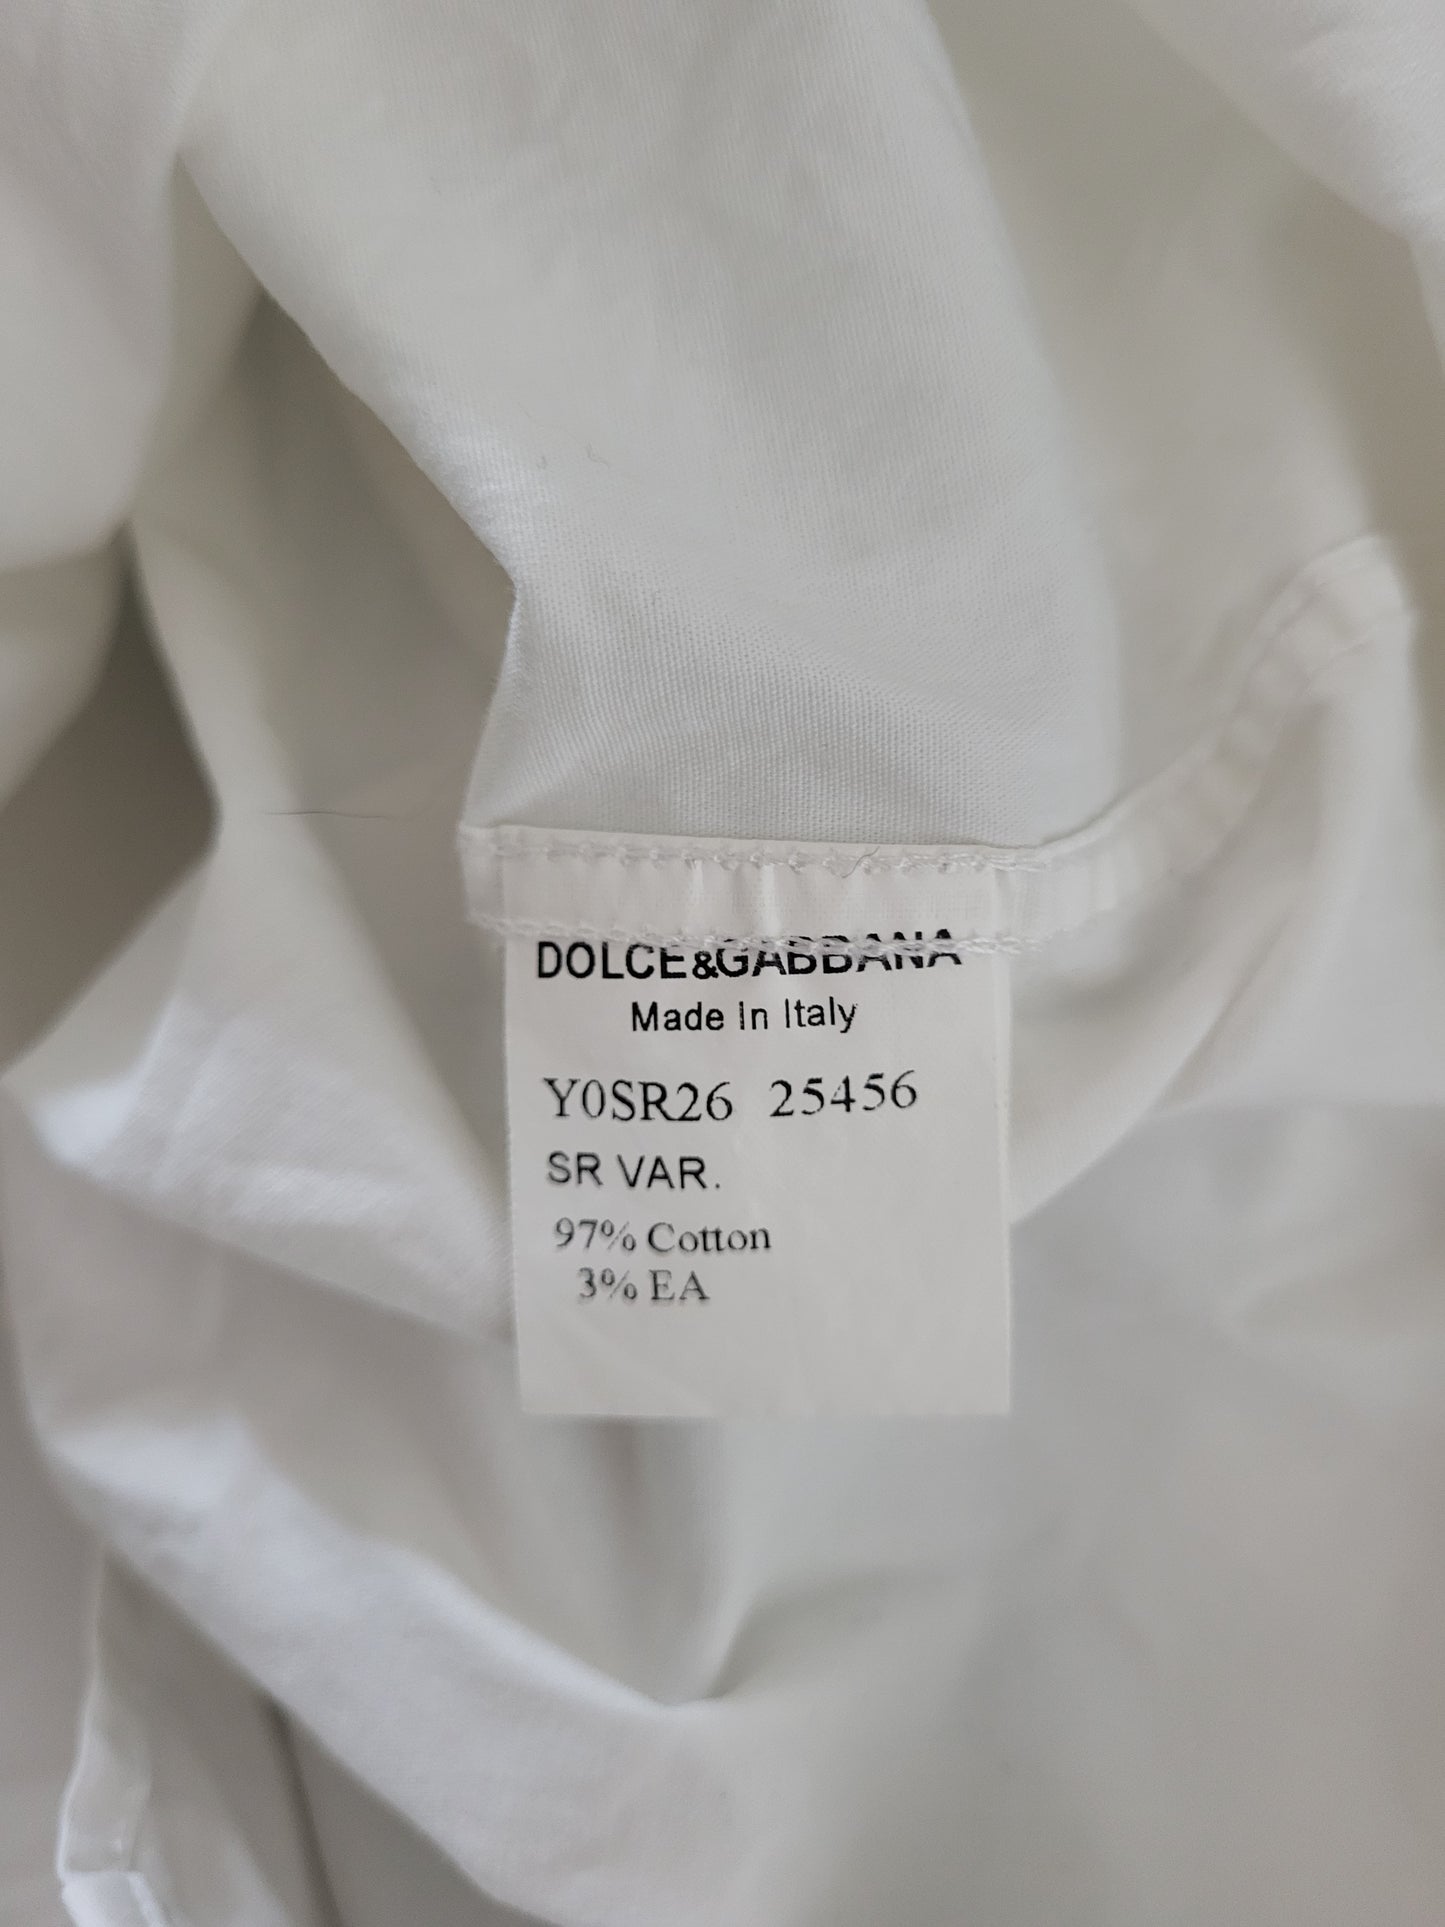 DOLCE&GABBANA
Made In Italy
Y0SR26 25456
SR VAR.
97% Cotton
3% EA